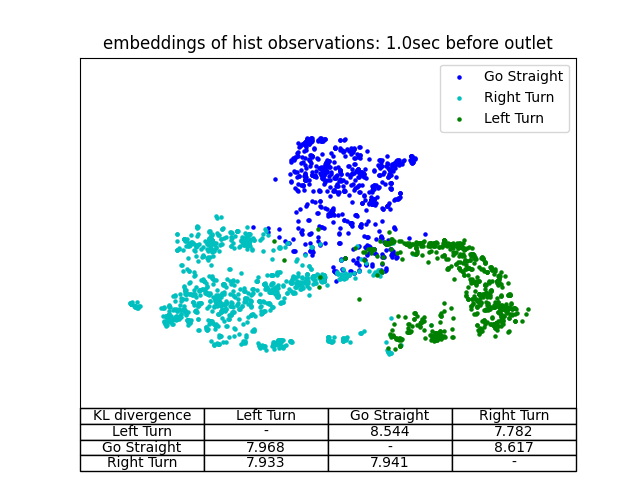 embeddings of hist observations: 1.0sec before outlet
Go Straight
Right Turn
Left Turn
KL divergence Left Turn Go Straight Right Turn
Left Turn - 8.544 7.782
Go Straight 7.968 - 8.617
Right Turn 7.933 7.941 -